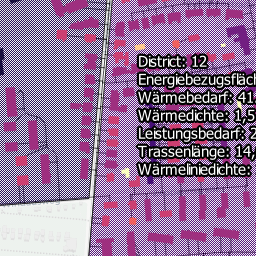 District: 12
Energiebezugsfläch
Wärmebedarf: 41
Wärmedichte: 1,5
Leistungsbedarf: 2
Trassenlänge: 14,
Wärmeliniedichte: